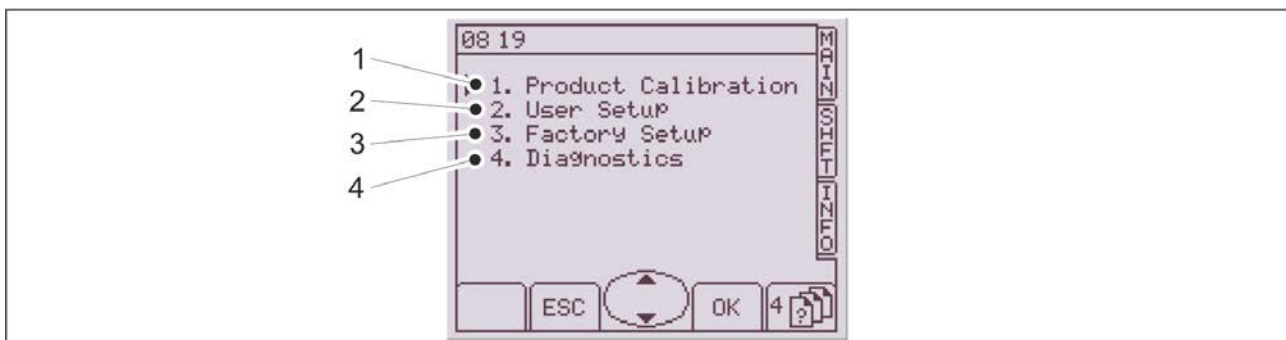 08 19
MAIN
SHFT
INFO
1
2
3
4
1. Product Calibration
2. User Setup
3. Factory Setup
4. Diagnostics
ESC
OK
4
?